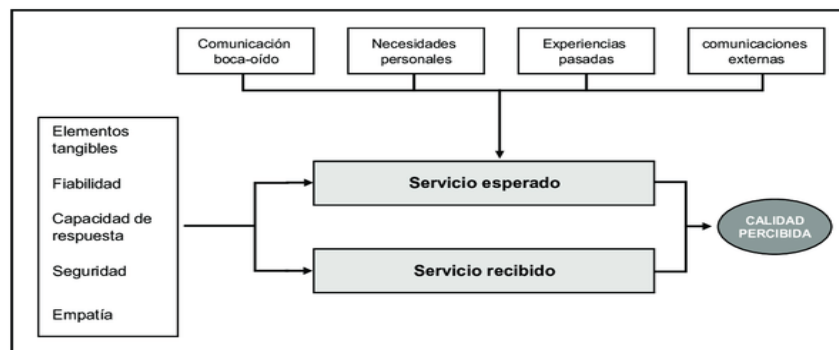 Comunicación
boca-oído
Necesidades
personales
Experiencias
pasadas
comunicaciones
externas
Elementos
tangibles
Fiabilidad
Capacidad de
respuesta
Seguridad
Empatía
Servicio esperado
Servicio recibido
CALIDAD
PERCIBIDA